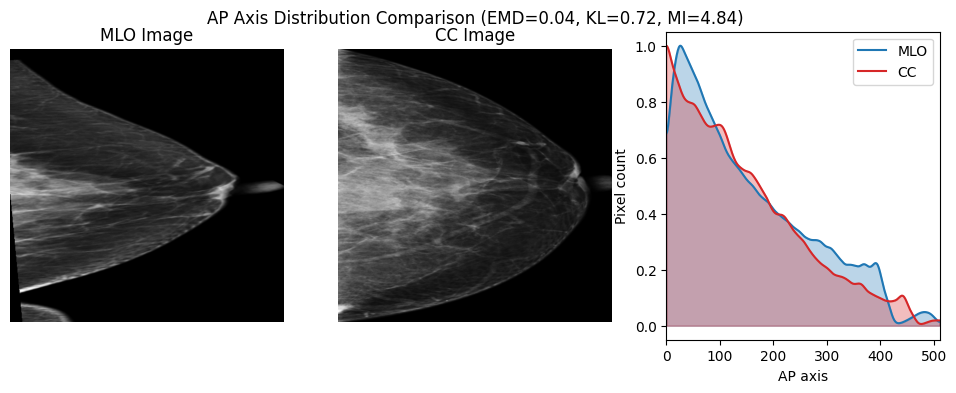 AP Axis Distribution Comparison (EMD=0.04, KL=0.72, MI=4.84)
MLO Image
CC Image
MLO
CC
Pixel count
1.0
0.8
0.6
0.4
0.2
0.0
0 100 200 300 400 500
AP axis